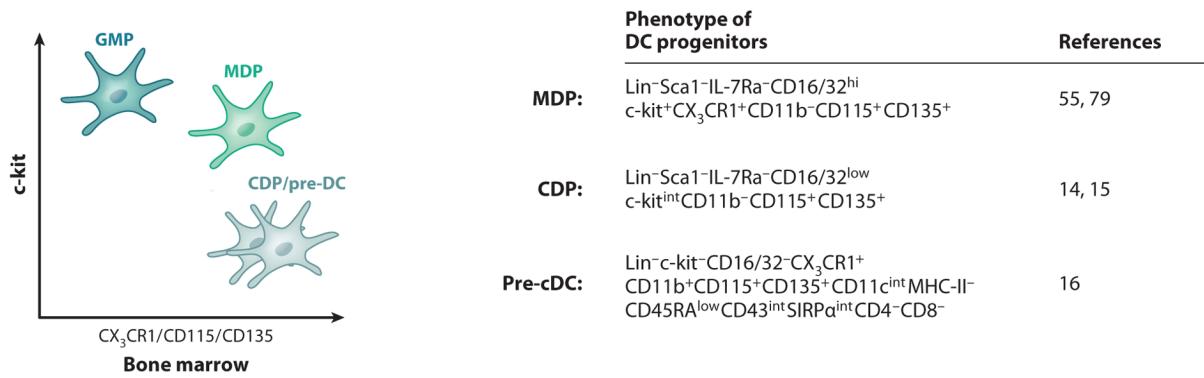 GMP
MDP
CDP/pre-DC
c-kit
CX₃CR1/CD115/CD135
Bone marrow
Phenotype of
DC progenitors
References
MDP:
Lin⁻Sca1⁻IL-7Ra⁻CD16/32ʰⁱ
c-kit⁺CX₃CR1⁺CD11b⁻CD115⁺CD135⁺
55, 79
CDP:
Lin⁻Sca1⁻IL-7Ra⁻CD16/32ˡᵒʷ
c-kitⁱⁿᵗCD11b⁻CD115⁺CD135⁺
14, 15
Pre-cDC:
Lin⁻c-kit⁻CD16/32⁻CX₃CR1⁺
CD11b⁺CD115⁺CD135⁺CD11cⁱⁿᵗMHC-II⁻
CD45RAˡᵒʷCD43ⁱⁿᵗSIRPαⁱⁿᵗCD4⁻CD8⁻
16